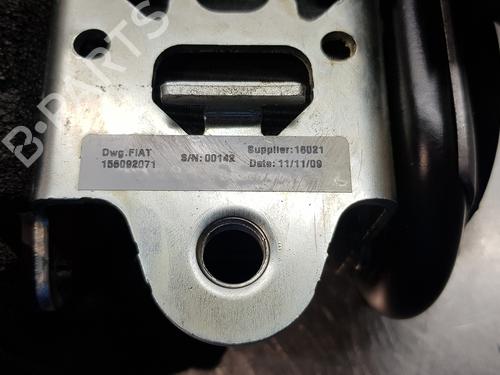 Dwg.FIAT S/N: 00142 Supplier:16021
156092071 Date: 11/11/09
B-PARTS